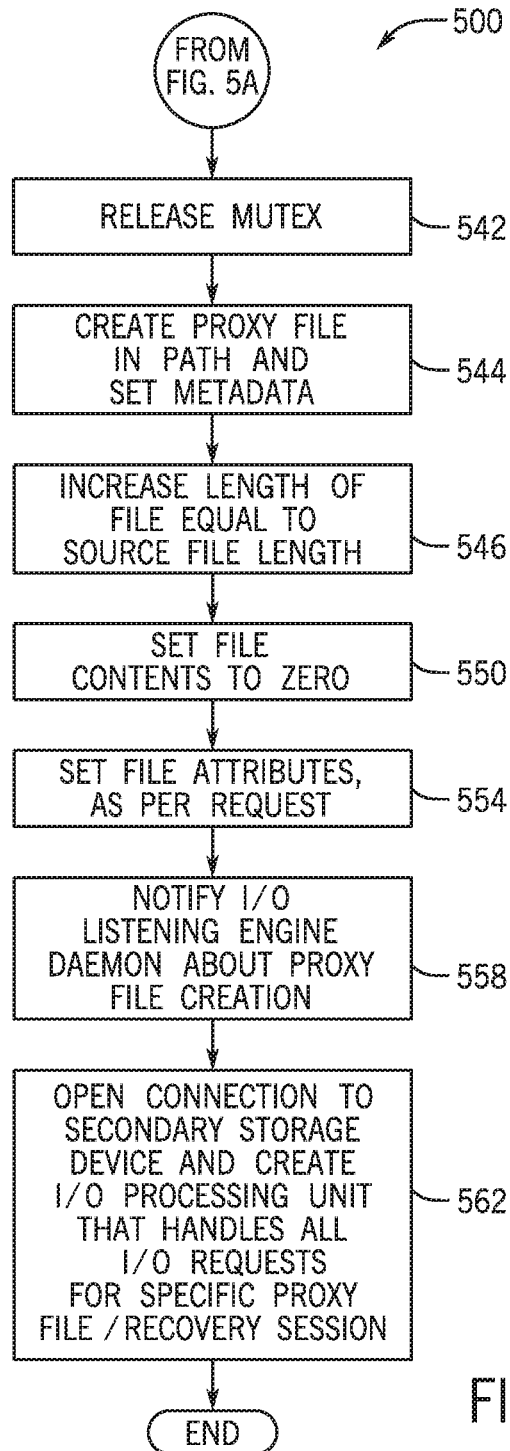 500
FROM
FIG. 5A
RELEASE MUTEX
542
CREATE PROXY FILE
IN PATH AND
SET METADATA
544
INCREASE LENGTH OF
FILE EQUAL TO
SOURCE FILE LENGTH
546
SET FILE
CONTENTS TO ZERO
550
SET FILE ATTRIBUTES,
AS PER REQUEST
554
NOTIFY I/O
LISTENING ENGINE
DAEMON ABOUT PROXY
FILE CREATION
558
OPEN CONNECTION TO
SECONDARY STORAGE
DEVICE AND CREATE
I/O PROCESSING UNIT
THAT HANDLES ALL
I/O REQUESTS
FOR SPECIFIC PROXY
FILE / RECOVERY SESSION
562
END
FI